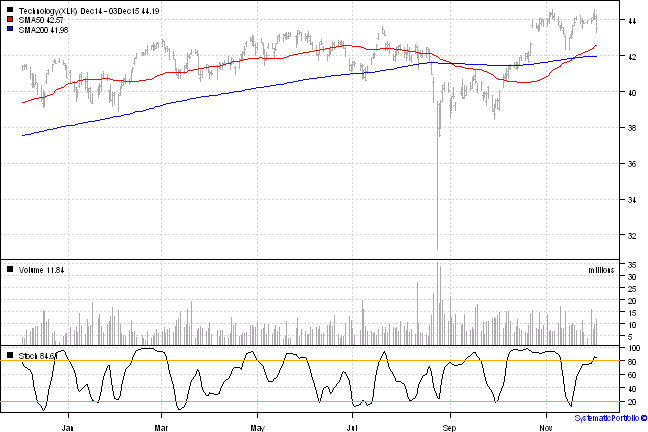 Technology(XLK) Dec14 - 03Dec15 44.19
SMA50 42.57
SMA200 41.98
44
42
40
38
36
34
32
Volume 11.84
millions
35
30
25
20
15
10
5
Stoch 84.61
100
80
60
40
20
Jan
Mar
May
Jul
Sep
Nov
SystematicPortfolio ©